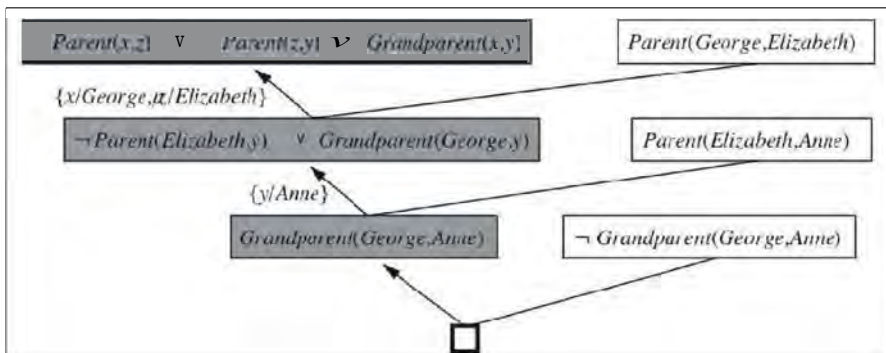 Parent(x,z) ∨ Parent(z,y) ∨ Grandparent(x,y) Parent(George,Elizabeth)
{x/George,z/Elizabeth}
¬Parent(Elizabeth,y) ∨ Grandparent(George,y) Parent(Elizabeth,Anne)
{y/Anne}
Grandparent(George,Anne) ¬ Grandparent(George,Anne)